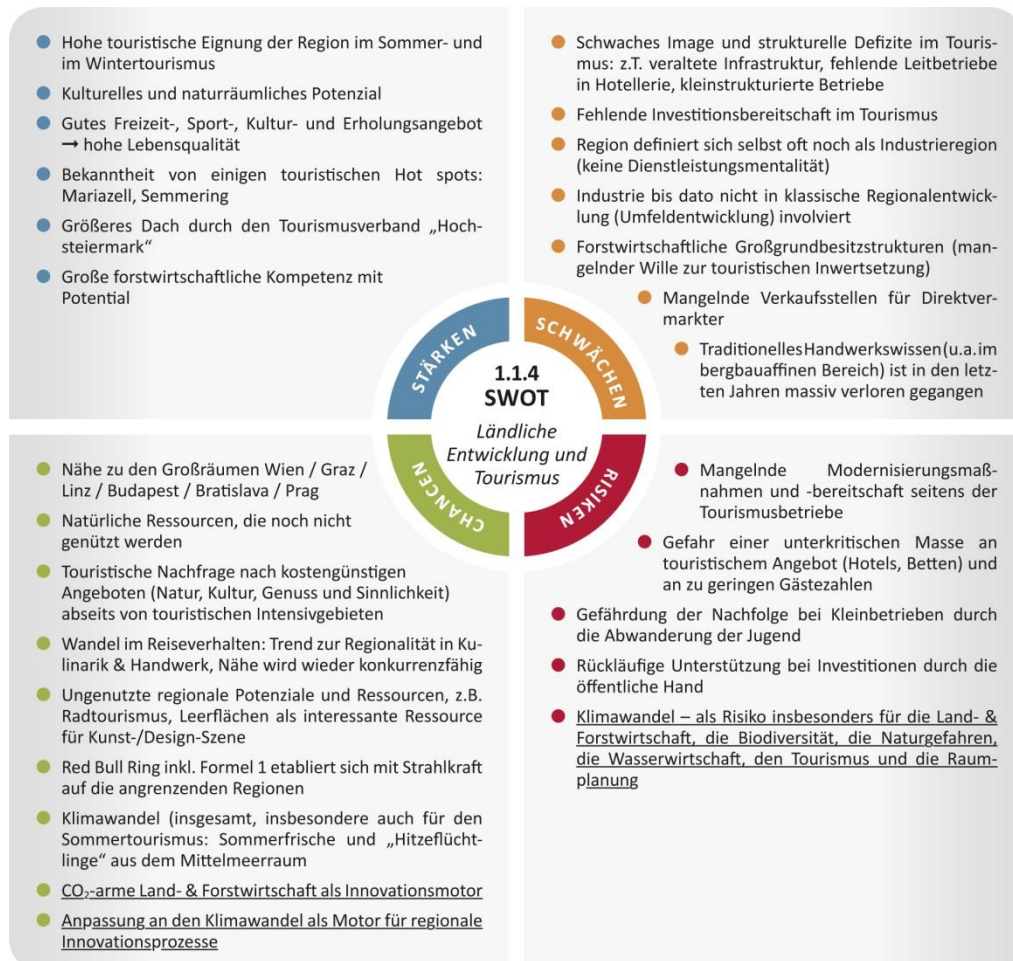 Hohe touristische Eignung der Region im Sommer- und
im Wintertourismus
Kulturelles und naturräumliches Potenzial
Gutes Freizeit-, Sport-, Kultur- und Erholungsangebot
→ hohe Lebensqualität
Bekanntheit von einigen touristischen Hot spots:
Mariazell, Semmering
Größeres Dach durch den Tourismusverband „Hoch-
steiermark“
Große forstwirtschaftliche Kompetenz mit
Potential
Schwaches Image und strukturelle Defizite im Touris-
mus: z.T. veraltete Infrastruktur, fehlende Leitbetriebe
in Hotellerie, kleinstrukturierte Betriebe
Fehlende Investitionsbereitschaft im Tourismus
Region definiert sich selbst oft noch als Industrieregion
(keine Dienstleistungsmentalität)
Industrie bis dato nicht in klassische Regionalentwick-
lung (Umfeldentwicklung) involviert
Forstwirtschaftliche Großgrundbesitzstrukturen (man-
gelnder Wille zur touristischen Inwertsetzung)
Mangelnde Verkaufsstellen für Direktver-
markter
Traditionelles Handwerkswissen (u.a. im
bergbauaffinen Bereich) ist in den letz-
ten Jahren massiv verloren gegangen
STÄRKEN
SCHWÄCHEN
1.1.4
SWOT
Ländliche
Entwicklung und
Tourismus
CHANCEN
RISIKEN
Nähe zu den Großräumen Wien / Graz /
Linz / Budapest / Bratislava / Prag
Natürliche Ressourcen, die noch nicht
genützt werden
Touristische Nachfrage nach kostengünstigen
Angeboten (Natur, Kultur, Genuss und Sinnlichkeit)
abseits von touristischen Intensivgebieten
Wandel im Reiseverhalten: Trend zur Regionalität in Ku-
linarik & Handwerk, Nähe wird wieder konkurrenzfähig
Ungenutzte regionale Potenziale und Ressourcen, z.B.
Radtourismus, Leerflächen als interessante Ressource
für Kunst-/Design-Szene
Red Bull Ring inkl. Formel 1 etabliert sich mit Strahlkraft
auf die angrenzenden Regionen
Klimawandel (insgesamt, insbesondere auch für den
Sommertourismus: Sommerfrische und „Hitzeflücht-
linge“ aus dem Mittelmeerraum
CO₂-arme Land- & Forstwirtschaft als Innovationsmotor
Anpassung an den Klimawandel als Motor für regionale
Innovationsprozesse
Mangelnde Modernisierungsmaß-
nahmen und -bereitschaft seitens der
Tourismusbetriebe
Gefahr einer unterkritischen Masse an
touristischem Angebot (Hotels, Betten) und
an zu geringen Gästezahlen
Gefährdung der Nachfolge bei Kleinbetrieben durch
die Abwanderung der Jugend
Rückläufige Unterstützung bei Investitionen durch die
öffentliche Hand
Klimawandel – als Risiko insbesonders für die Land- &
Forstwirtschaft, die Biodiversität, die Naturgefahren,
die Wasserwirtschaft, den Tourismus und die Raum-
planung